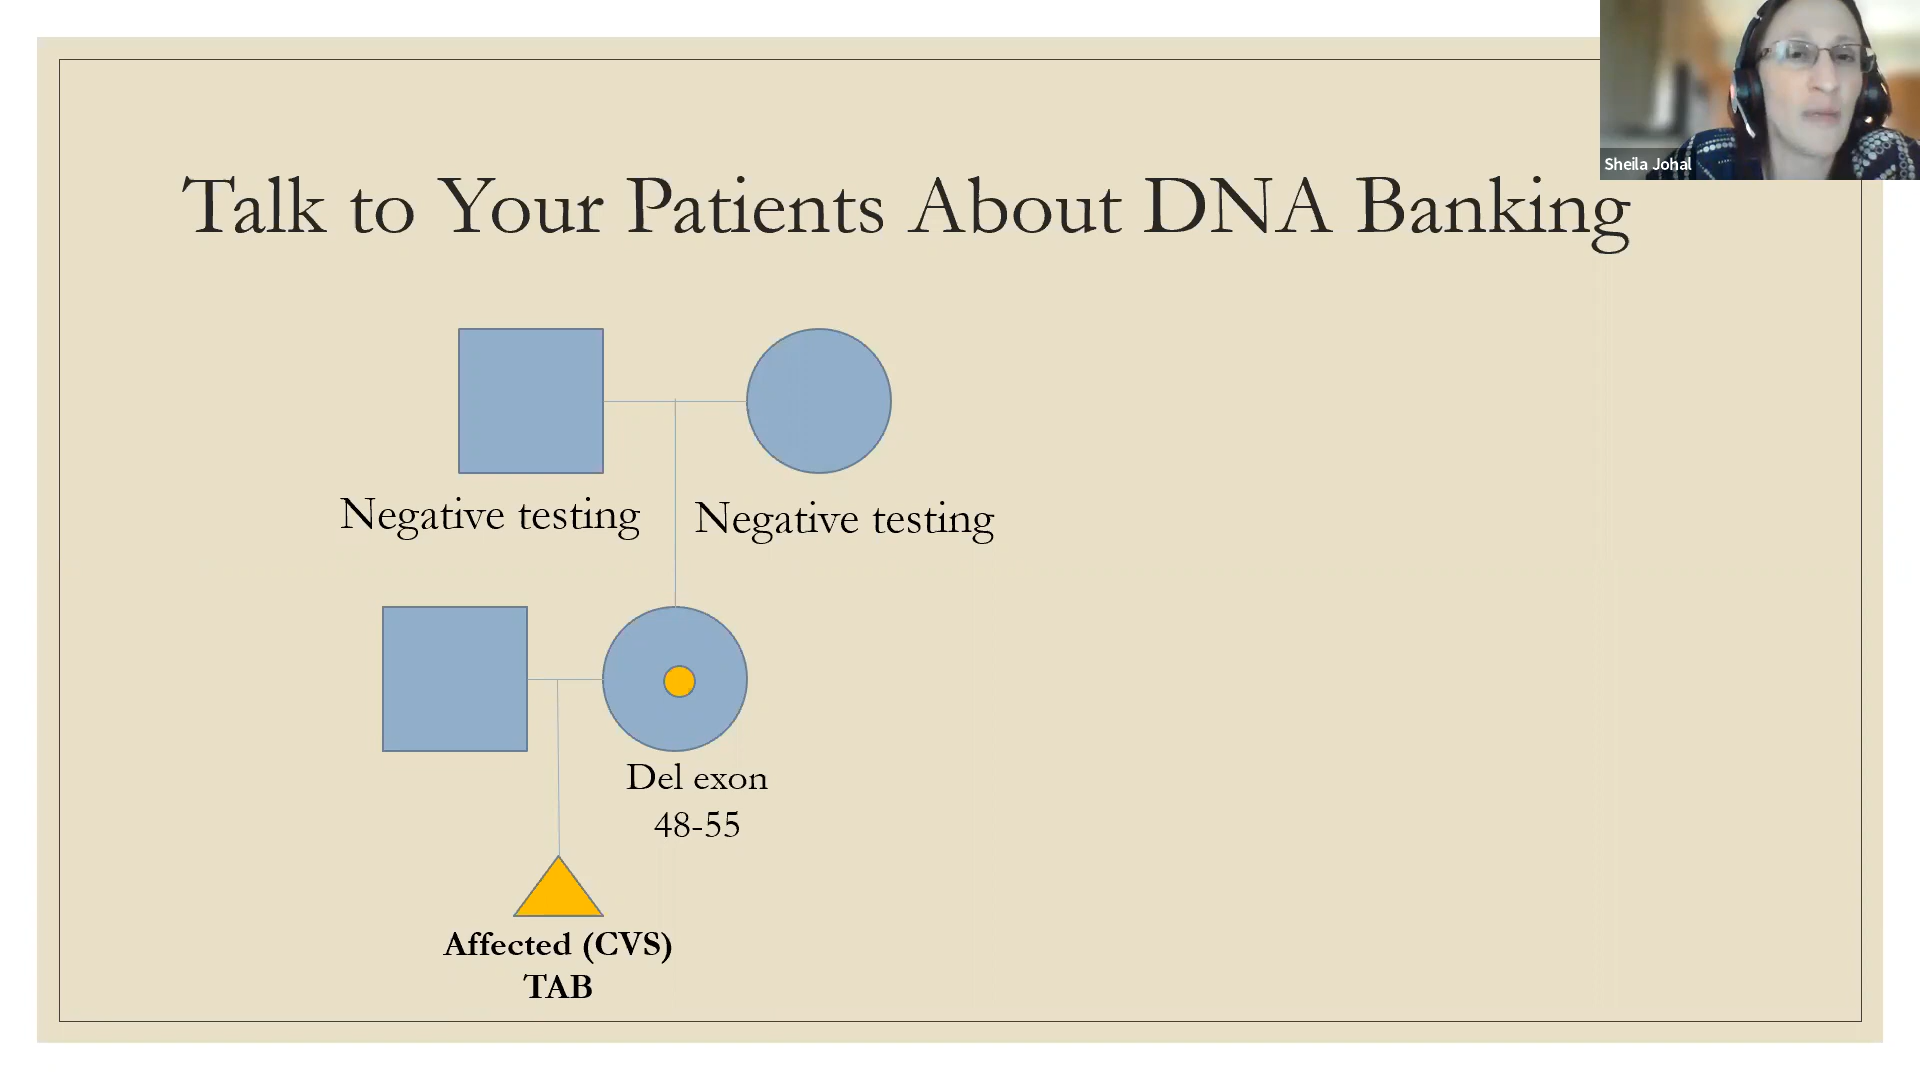 Sheila Johal
Talk to Your Patients About DNA Banking
Negative testing
Negative testing
Del exon
48-55
Affected (CVS)
TAB